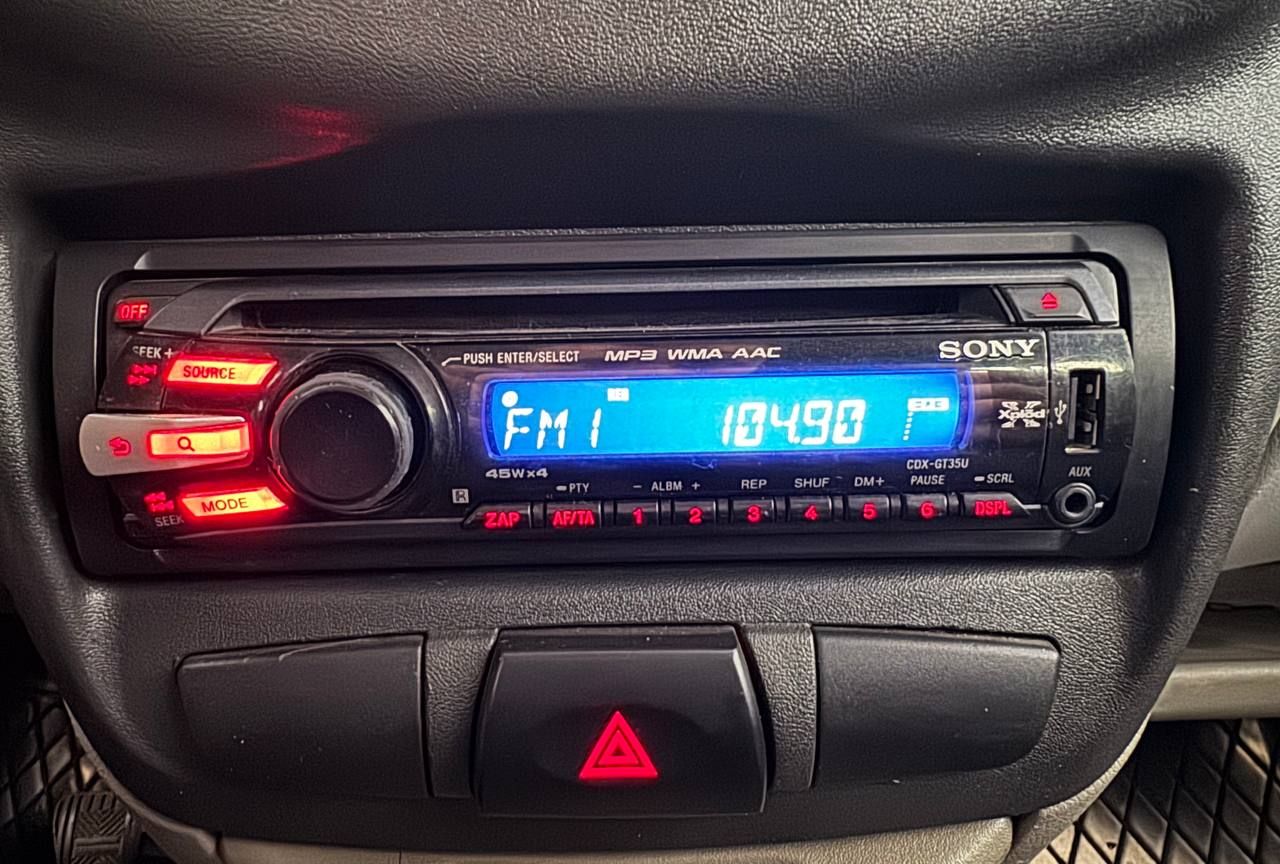 OFF
SEEK +
SOURCE
PUSH ENTER/SELECT
MP3 WMA AAC
SONY
FM1
104.90
Xplod
45W×4
CDX-GT35U
MODE
SEEK
R
PTY
- ALBM +
REP
SHUF
DM+
PAUSE
SCRL
AUX
ZAP
AF/TA
1
2
3
4
5
6
DSPL